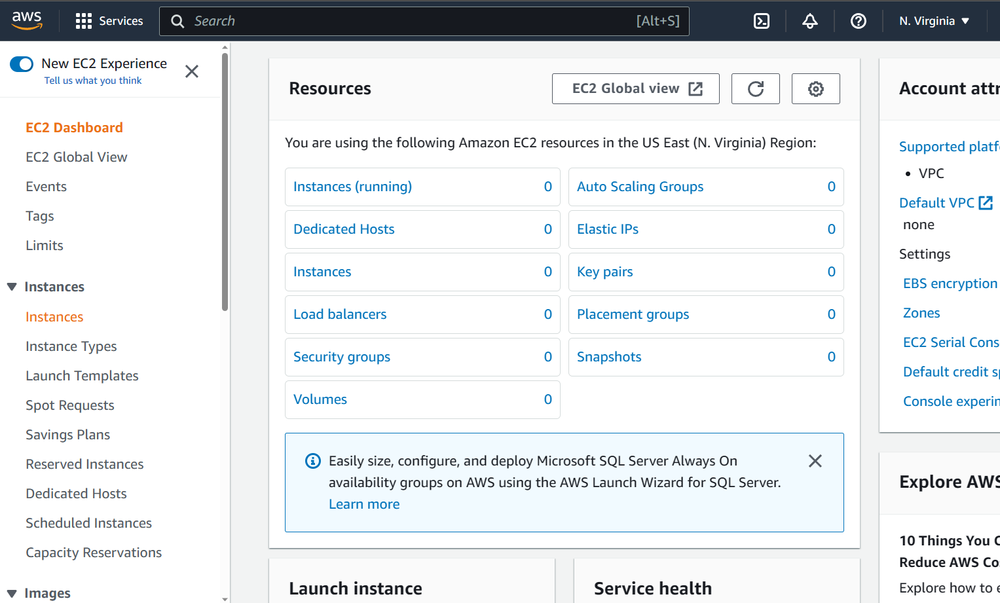 aws
Services
Search [Alt+S]
N. Virginia
New EC2 Experience
Tell us what you think
EC2 Dashboard
EC2 Global View
Events
Tags
Limits
Instances
Instances
Instance Types
Launch Templates
Spot Requests
Savings Plans
Reserved Instances
Dedicated Hosts
Scheduled Instances
Capacity Reservations
Images
Resources
EC2 Global view
You are using the following Amazon EC2 resources in the US East (N. Virginia) Region:
Instances (running) 0
Auto Scaling Groups 0
Dedicated Hosts 0
Elastic IPs 0
Instances 0
Key pairs 0
Load balancers 0
Placement groups 0
Security groups 0
Snapshots 0
Volumes 0
Easily size, configure, and deploy Microsoft SQL Server Always On
availability groups on AWS using the AWS Launch Wizard for SQL Server.
Learn more
Launch instance
Service health
Account attr
Supported platf
• VPC
Default VPC
none
Settings
EBS encryption
Zones
EC2 Serial Cons
Default credit sp
Console experin
Explore AWS
10 Things You C
Reduce AWS Cos
Explore how to e